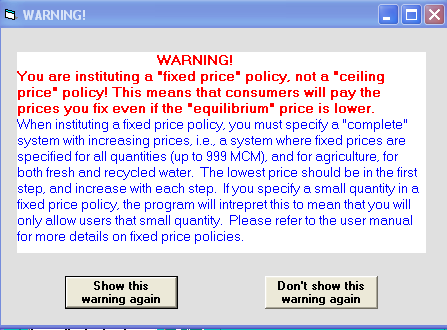 WARNING!
WARNING!
You are instituting a "fixed price" policy, not a "ceiling
price" policy! This means that consumers will pay the
prices you fix even if the "equilibrium" price is lower.
When instituting a fixed price policy, you must specify a "complete"
system with increasing prices, i.e., a system where fixed prices are
specified for all quantities (up to 999 MCM), and for agriculture, for
both fresh and recycled water. The lowest price should be in the first
step, and increase with each step. If you specify a small quantity in a
fixed price policy, the program will intrepret this to mean that you will
only allow users that small quantity. Please refer to the user manual
for more details on fixed price policies.
Show this
warning again
Don't show this
warning again